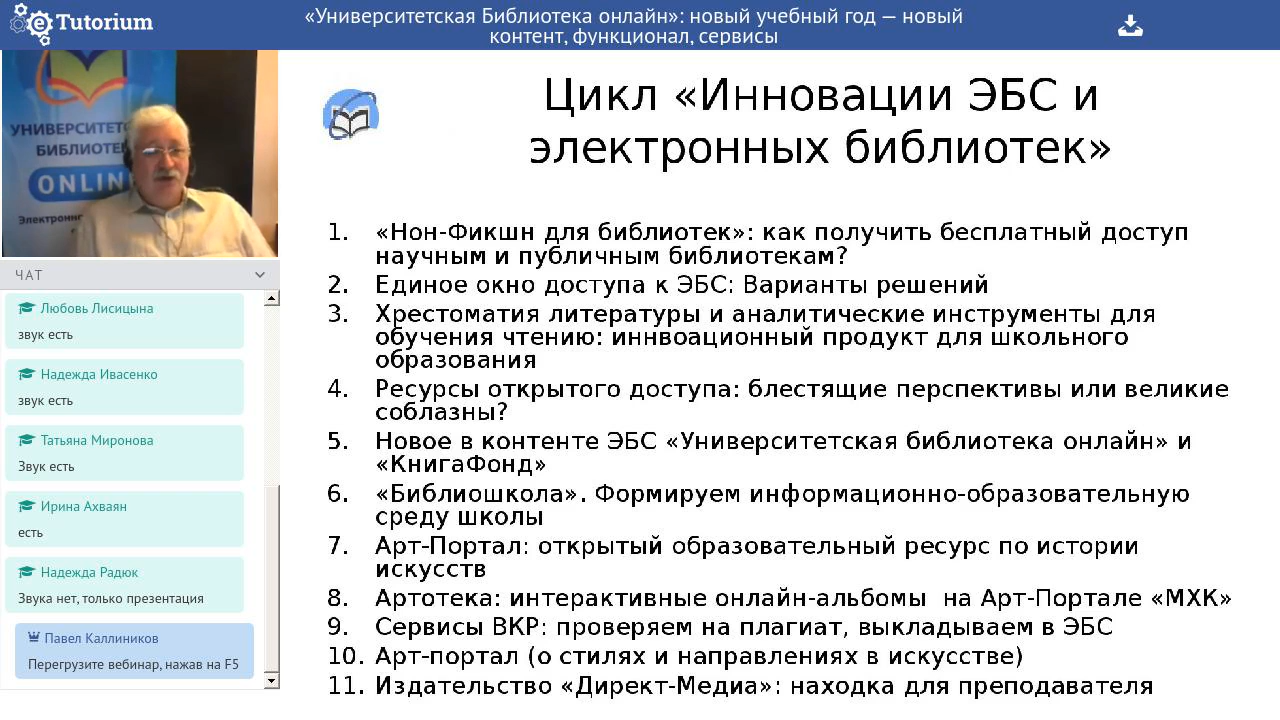 Tutorium
«Университетская Библиотека онлайн»: новый учебный год — новый
контент, функционал, сервисы
УНИВЕРСИТЕТ
БИБЛИОТЕ
ONLIN
Электронно
ЧАТ
Любовь Лисицына
звук есть
Надежда Ивасенко
звук есть
Татьяна Миронова
Звук есть
Ирина Ахваян
есть
Надежда Радюк
Звука нет, только презентация
Павел Каллиников
Перегрузите вебинар, нажав на F5
Цикл «Инновации ЭБС и
электронных библиотек»
1. «Нон-Фикшн для библиотек»: как получить бесплатный доступ
научным и публичным библиотекам?
2. Единое окно доступа к ЭБС: Варианты решений
3. Хрестоматия литературы и аналитические инструменты для
обучения чтению: иннвоационный продукт для школьного
образования
4. Ресурсы открытого доступа: блестящие перспективы или великие
соблазны?
5. Новое в контенте ЭБС «Университетская библиотека онлайн» и
«КнигаФонд»
6. «Библиошкола». Формируем информационно-образовательную
среду школы
7. Арт-Портал: открытый образовательный ресурс по истории
искусств
8. Артотека: интерактивные онлайн-альбомы на Арт-Портале «МХК»
9. Сервисы ВКР: проверяем на плагиат, выкладываем в ЭБС
10. Арт-портал (о стилях и направлениях в искусстве)
11. Издательство «Директ-Медиа»: находка для преподавателя